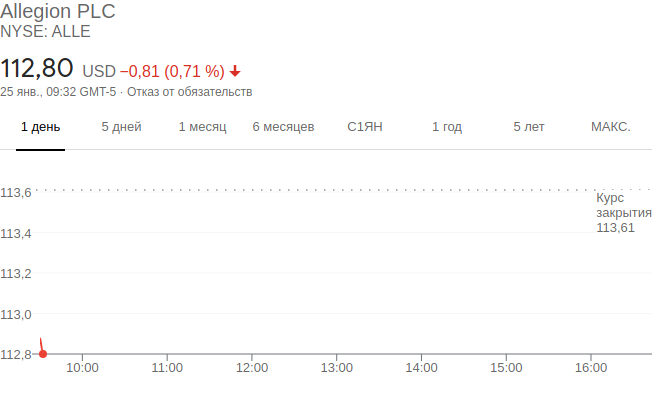 Allegion PLC
NYSE: ALLE
112,80 USD −0,81 (0,71 %)
25 янв., 09:32 GMT-5 · Отказ от обязательств
1 день 5 дней 1 месяц 6 месяцев С1ЯН 1 год 5 лет МАКС.
113,6
Курс
закрытия
113,61
113,4
113,2
113,0
112,8
10:00 11:00 12:00 13:00 14:00 15:00 16:00